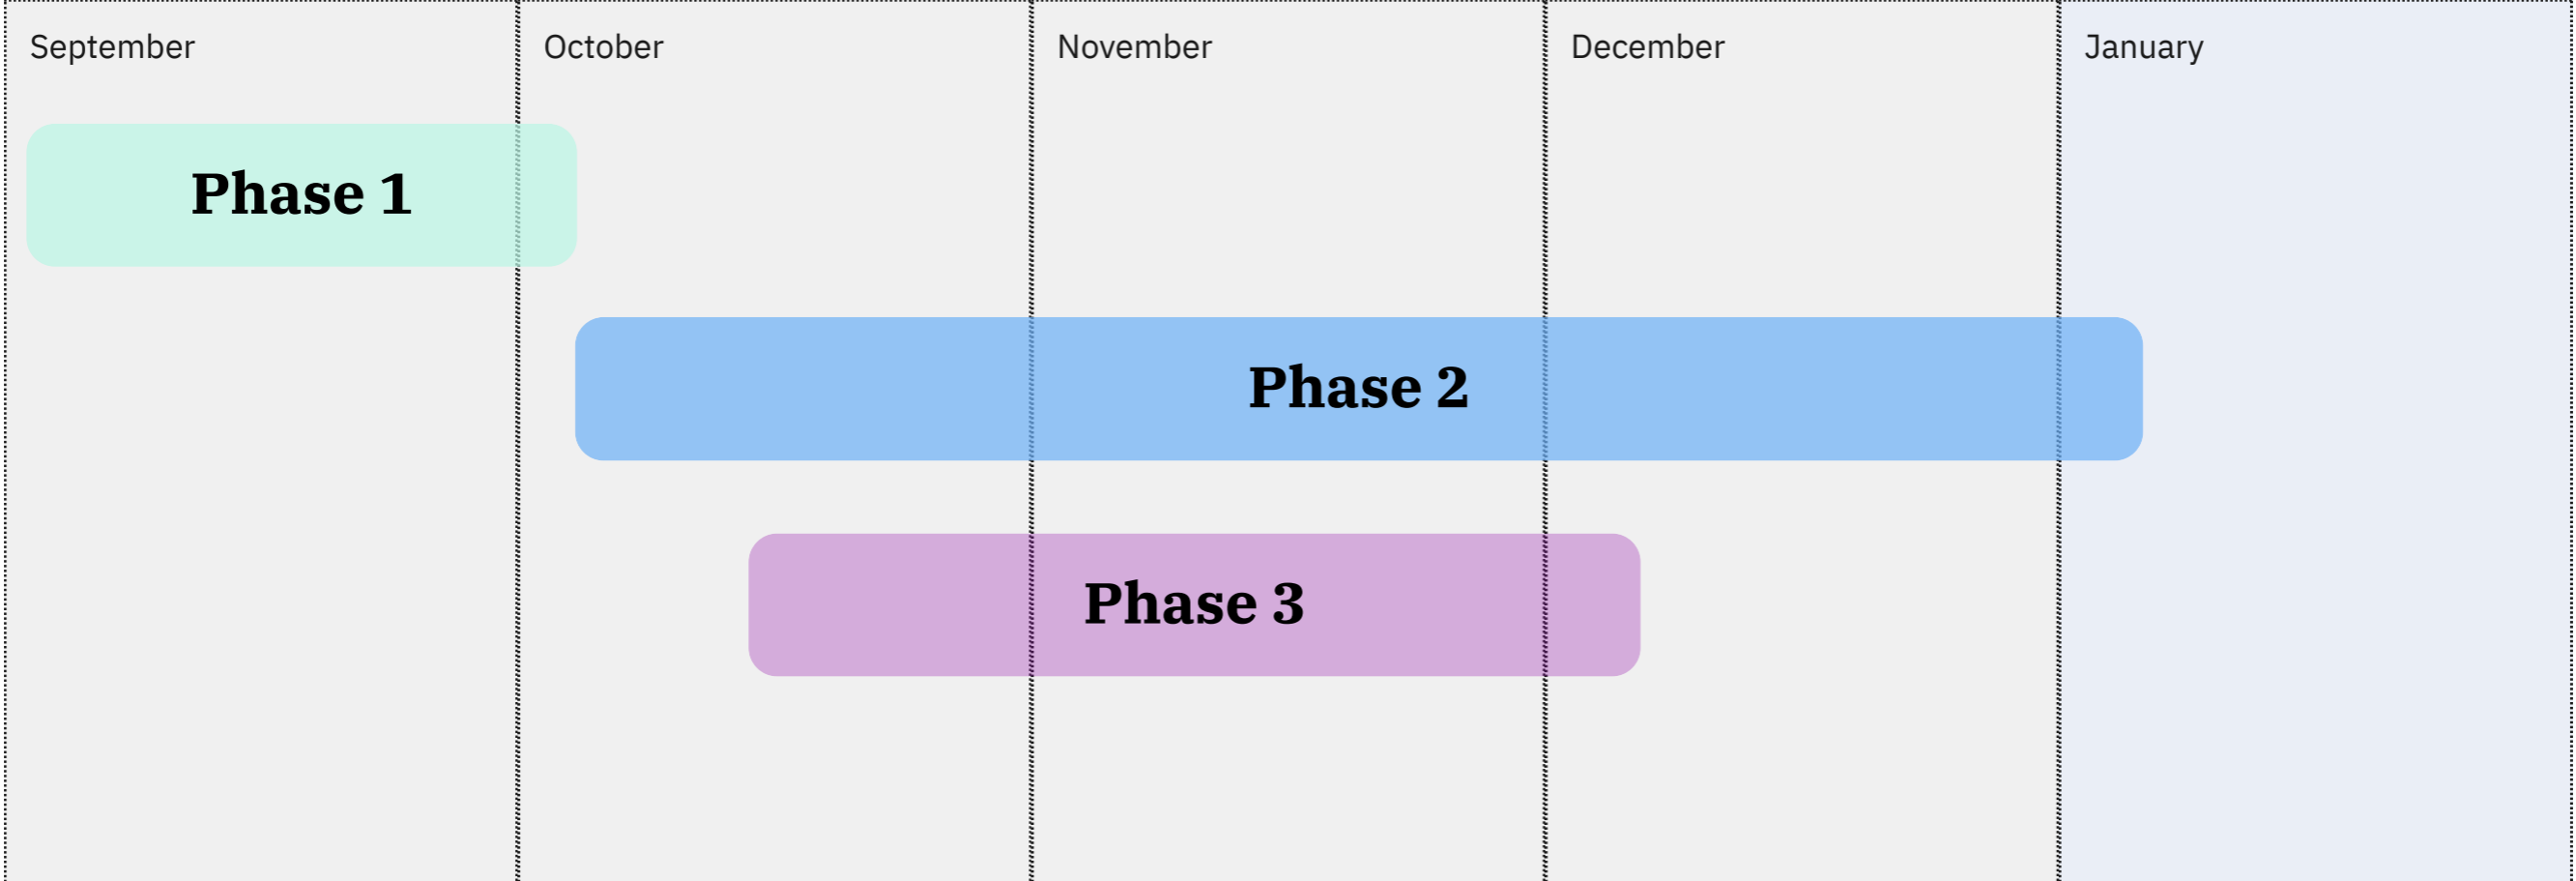 September
October
November
December
January
Phase 1
Phase 2
Phase 3